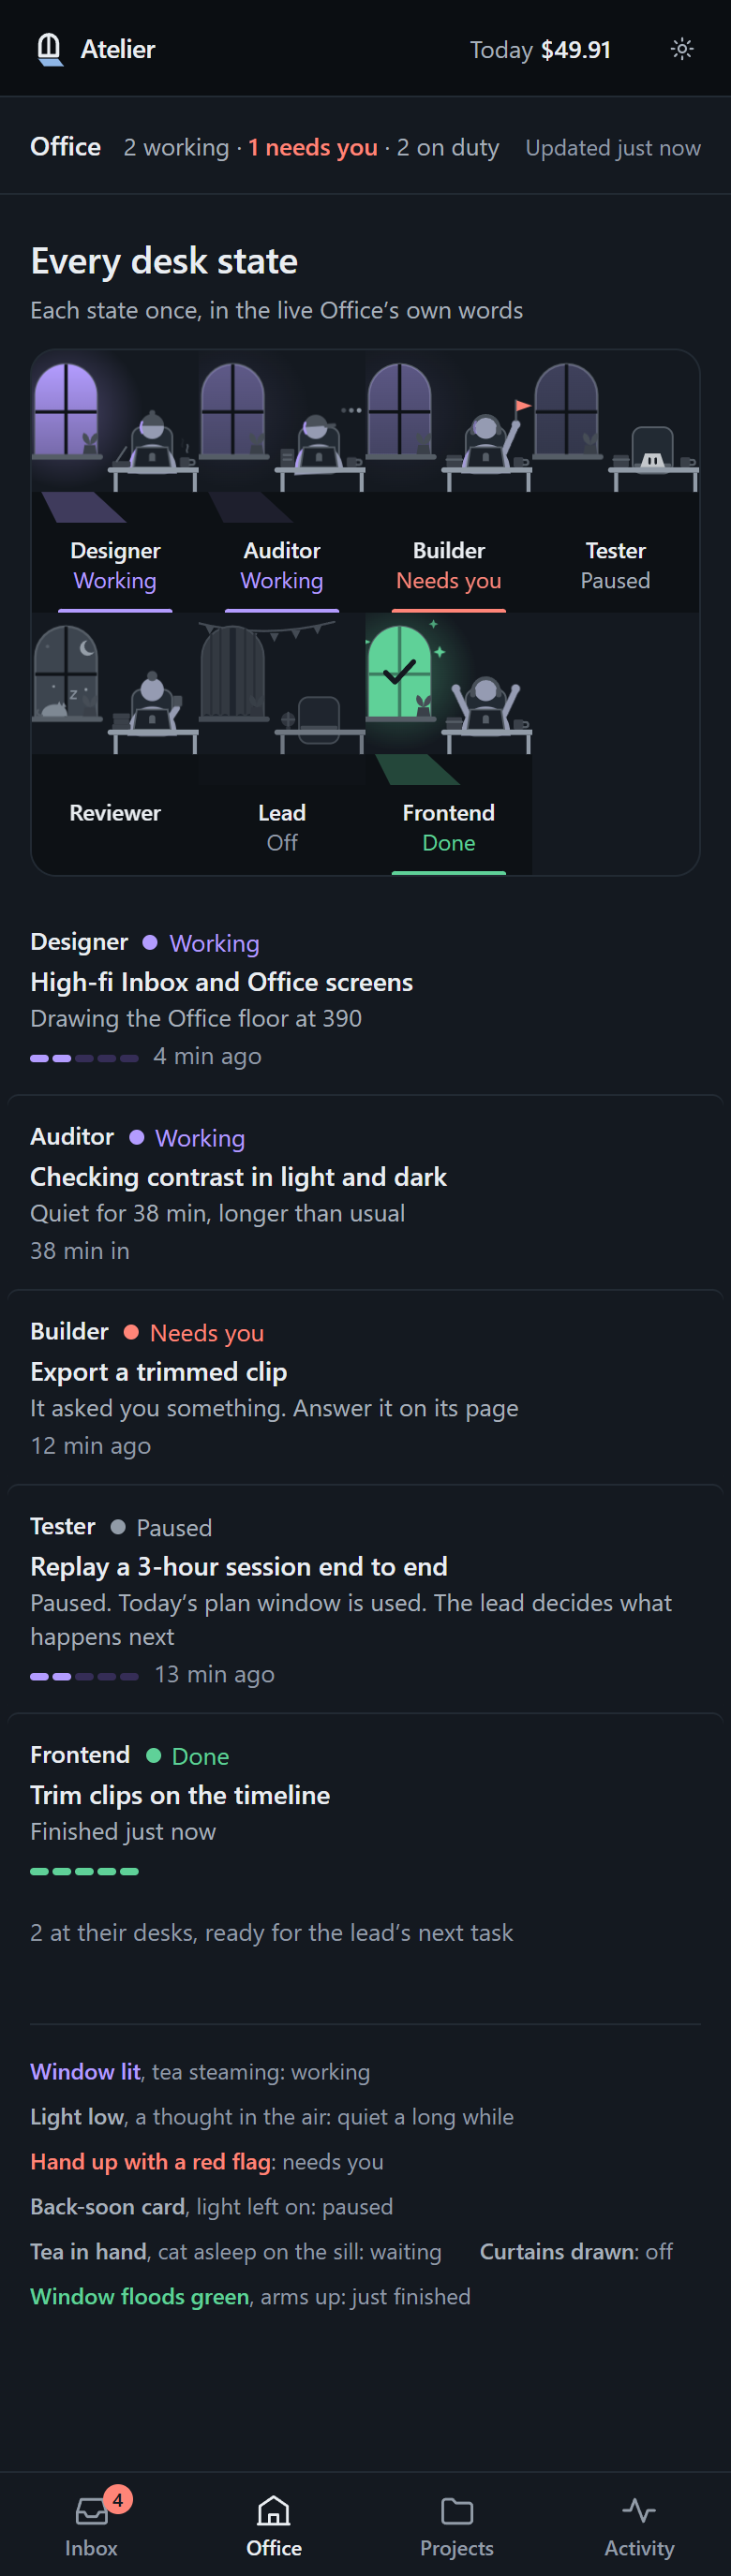 Atelier
Today $49.91
Office 2 working · 1 needs you · 2 on duty Updated just now
Every desk state
Each state once, in the live Office’s own words
Designer Auditor Builder Tester
Working Working Needs you Paused
z
z
Reviewer Lead Frontend
Off Done
Designer Working
High-fi Inbox and Office screens
Drawing the Office floor at 390
4 min ago
Auditor Working
Checking contrast in light and dark
Quiet for 38 min, longer than usual
38 min in
Builder Needs you
Export a trimmed clip
It asked you something. Answer it on its page
12 min ago
Tester Paused
Replay a 3-hour session end to end
Paused. Today’s plan window is used. The lead decides what
happens next
13 min ago
Frontend Done
Trim clips on the timeline
Finished just now
2 at their desks, ready for the lead’s next task
Window lit, tea steaming: working
Light low, a thought in the air: quiet a long while
Hand up with a red flag: needs you
Back-soon card, light left on: paused
Tea in hand, cat asleep on the sill: waiting Curtains drawn: off
Window floods green, arms up: just finished
4
Inbox Office Projects Activity